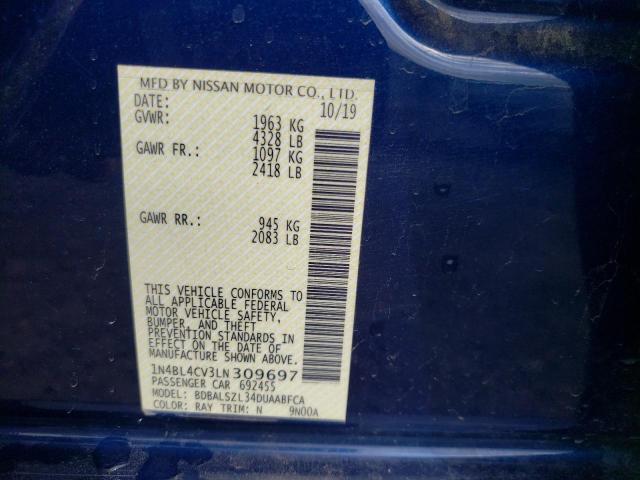 MFD BY NISSAN MOTOR CO., LTD.
DATE: 10/19
GVWR: 1963 KG
4328 LB
GAWR FR.: 1097 KG
2418 LB
GAWR RR.: 945 KG
2083 LB
THIS VEHICLE CONFORMS TO
ALL APPLICABLE FEDERAL
MOTOR VEHICLE SAFETY,
BUMPER, AND THEFT
PREVENTION STANDARDS IN
EFFECT ON THE DATE OF
MANUFACTURE SHOWN ABOVE.
1N4BL4CV3LN309697
PASSENGER CAR 692455
MODEL: BDBALSZL34DUAABFCA
COLOR: RAY TRIM: N 9N00A